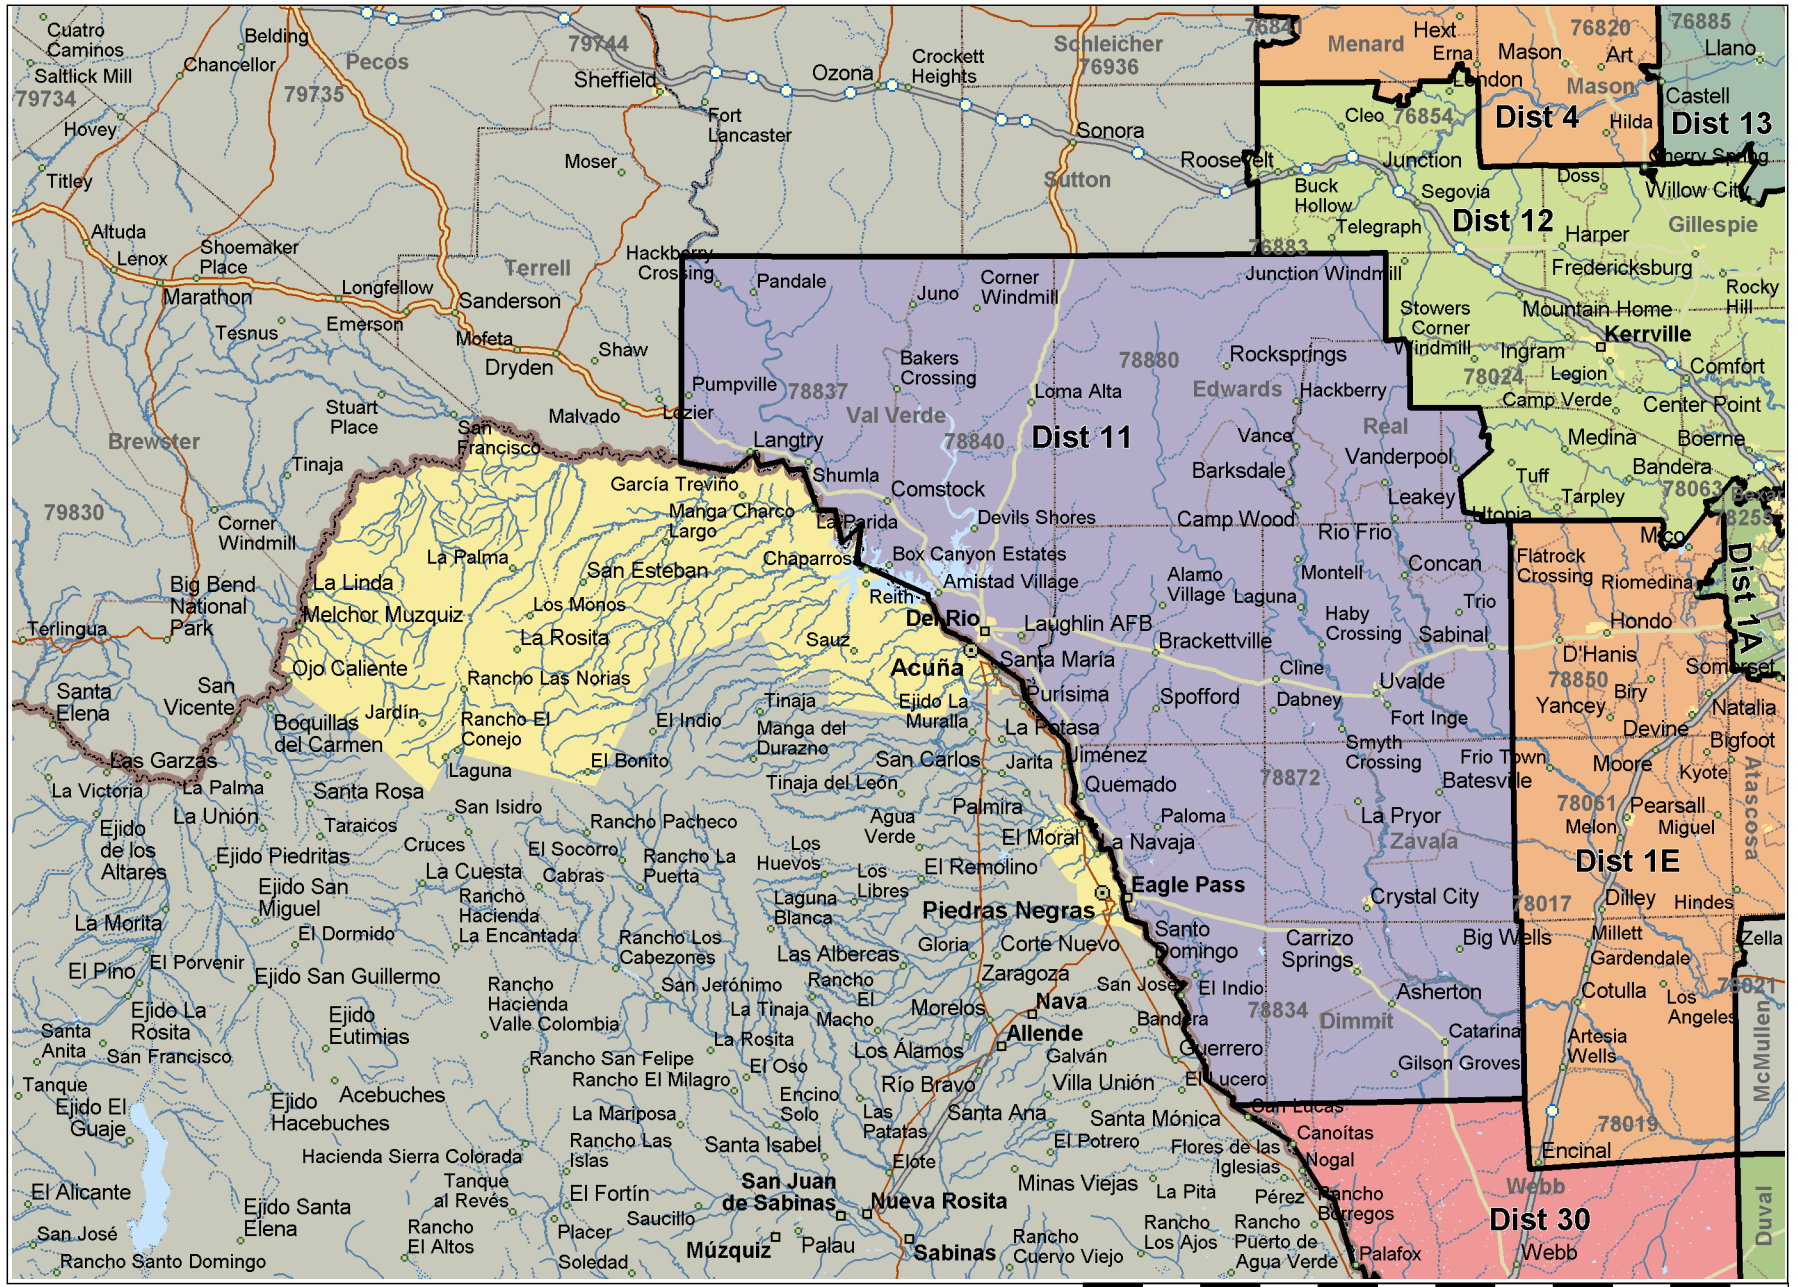 Cuatro
Caminos
Belding
Pecos
79744
Schleicher
76936
Crockett
Heights
Menard
Hext
Erna
Mason
76820
Art
76885
Llano
Saltlick Mill
79734
Chancellor
79735
Sheffield
Ozona
London
Mason
Castell
Hovey
Fort
Lancaster
Sonora
Cleo
76854
Dist 4
Hilda
Dist 13
Titley
Moser
Sutton
Roosevelt
Junction
Cherry Spring
Buck
Hollow
Segovia
Doss
Willow City
Telegraph
Dist 12
Gillespie
Altuda
Lenox
Shoemaker
Place
Terrell
Hackberry
Crossing
76883
Harper
Junction Windmill
Fredericksburg
Marathon
Longfellow
Sanderson
Pandale
Juno
Corner
Windmill
Rocky
Hill
Tesnus
Emerson
Mofeta
Stowers
Corner
Windmill
Mountain Home
Kerrville
Dryden
Shaw
Bakers
Crossing
78880
Rocksprings
Ingram
Legion
Comfort
Pumpville
78837
Loma Alta
Edwards
Hackberry
78024
Camp Verde
Center Point
Stuart
Place
Malvado
Lozier
Val Verde
78840
Dist 11
Real
Brewster
San
Francisco
Langtry
Vance
Vanderpool
Medina
Boerne
Tinaja
Shumla
Barksdale
Tuff
Bandera
García Treviño
Comstock
Leakey
Tarpley
78063
Bexar
79830
Corner
Windmill
Manga Charco
Largo
La Parida
Devils Shores
Camp Wood
Rio Frio
Utopia
78253
La Palma
Chaparros
Box Canyon Estates
Mico
Flatrock
Crossing
Riomedina
Dist 1A
Big Bend
National
Park
La Linda
San Esteban
Reith
Amistad Village
Alamo
Village
Laguna
Montell
Concan
Melchor Muzquiz
Los Monos
Del Rio
Laughlin AFB
Haby
Crossing
Trio
Sabinal
Hondo
Terlingua
La Rosita
Sauz
Acuña
Santa María
Brackettville
D'Hanis
Somerset
Ojo Caliente
Rancho Las Norias
Purísima
Cline
Uvalde
78850
Biry
Santa
Elena
San
Vicente
Tinaja
Ejido La
Muralla
Spofford
Dabney
Yancey
Natalia
Boquillas
del Carmen
Jardín
Rancho El
Conejo
El Indio
Manga del
Durazno
La Potasa
Fort Inge
Devine
Las Garzas
Laguna
El Bonito
San Carlos
Jarita
Jiménez
Smyth
Crossing
Frio Town
Batesville
Bigfoot
Moore
Kyote
Atascosa
La Victoria
La Palma
Santa Rosa
Tinaja del León
Quemado
78872
La Unión
San Isidro
Palmira
Paloma
La Pryor
78061
Pearsall
Ejido
de los
Altares
Taraicos
Rancho Pacheco
Agua
Verde
El Moral
La Navaja
Zavala
Melon
Miguel
Ejido Piedritas
Cruces
El Socorro
Cabras
Rancho La
Puerta
Los
Huevos
El Remolino
Dist 1E
La Cuesta
Los
Libres
Eagle Pass
Ejido San
Miguel
Rancho
Hacienda
La Encantada
Laguna
Blanca
Piedras Negras
Crystal City
78017
Dilley
Hindes
La Morita
El Dormido
Rancho Los
Cabezones
Las Albercas
Gloria
Corte Nuevo
Santo
Domingo
Carrizo
Springs
Big Wells
Millett
Gardendale
Zella
El Pino
El Porvenir
Ejido San Guillermo
San Jerónimo
Rancho
El
Macho
Zaragoza
San José
El Indio
Asherton
Cotulla
Los
Angeles
78021
Ejido La
Rosita
Ejido
Eutimias
Rancho
Hacienda
Valle Colombia
La Tinaja
Morelos
Nava
Bandera
78834
Dimmit
Catarina
McMullen
Santa
Anita
San Francisco
La Rosita
Los Álamos
Allende
Galván
Guerrero
Gilson Groves
Artesia
Wells
Tanque
Rancho San Felipe
Rancho El Milagro
El Oso
Río Bravo
Villa Unión
El Lucero
Ejido El
Guaje
Ejido
Hacebuches
Acebuches
La Mariposa
Encino
Solo
Las
Patatas
Santa Ana
Santa Mónica
San Lucas
78019
Hacienda Sierra Colorada
Rancho Las
Islas
Santa Isabel
El Potrero
Flores de las
Iglesias
Canoítas
Nogal
Encinal
El Alicante
Tanque
al Revés
El Fortín
San Juan
de Sabinas
Elote
Nueva Rosita
Minas Viejas
La Pita
Pérez
Rancho
Borregos
Webb
Dist 30
Webb
Duval
San José
Ejido Santa
Elena
Rancho
El Altos
Placer
Saucillo
Múzquiz
Palau
Sabinas
Rancho
Cuervo Viejo
Rancho
Los Ajos
Rancho
Puerto de
Agua Verde
Palafox
Rancho Santo Domingo
Soledad